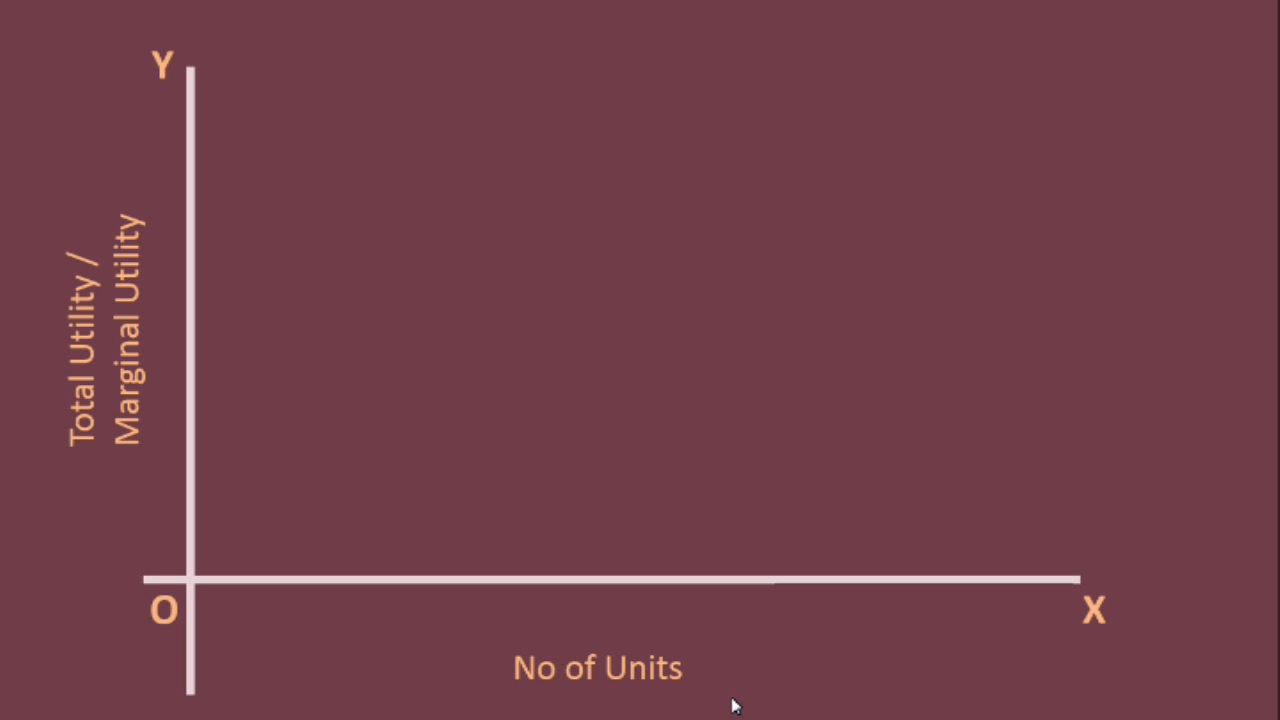 Y
Total Utility /
Marginal Utility
O
X
No of Units